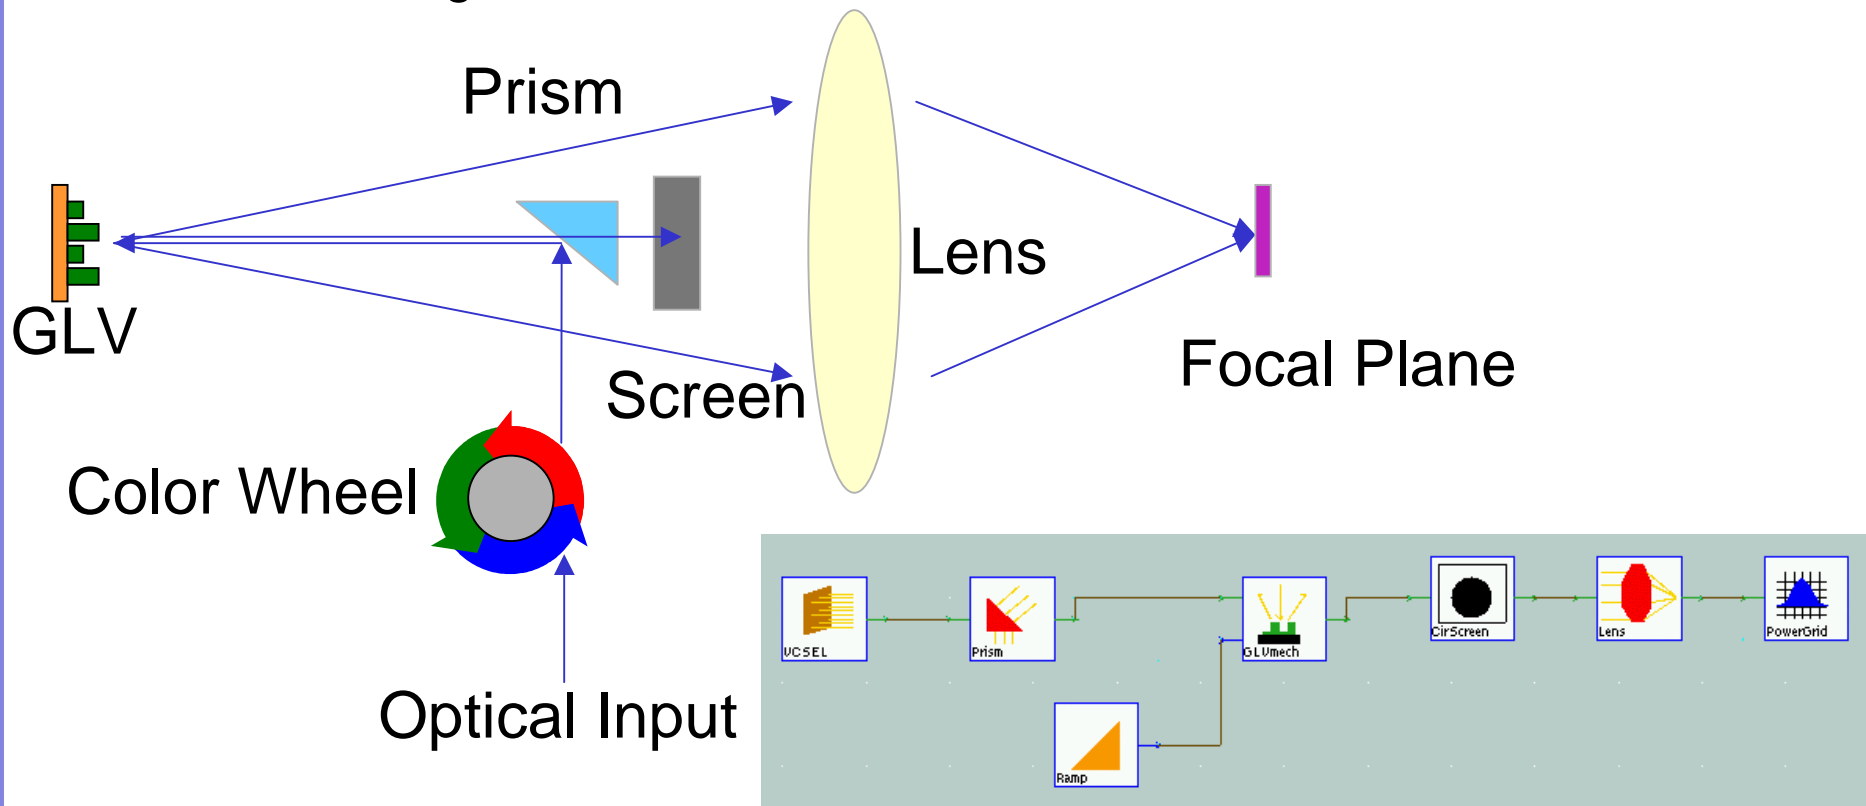 Prism
Lens
GLV
Focal Plane
Screen
Color Wheel
Optical Input
VCSEL
Prism
GLVmech
CirScreen
Lens
PowerGrid
Ramp